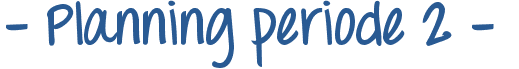 - Planning periode 2 -